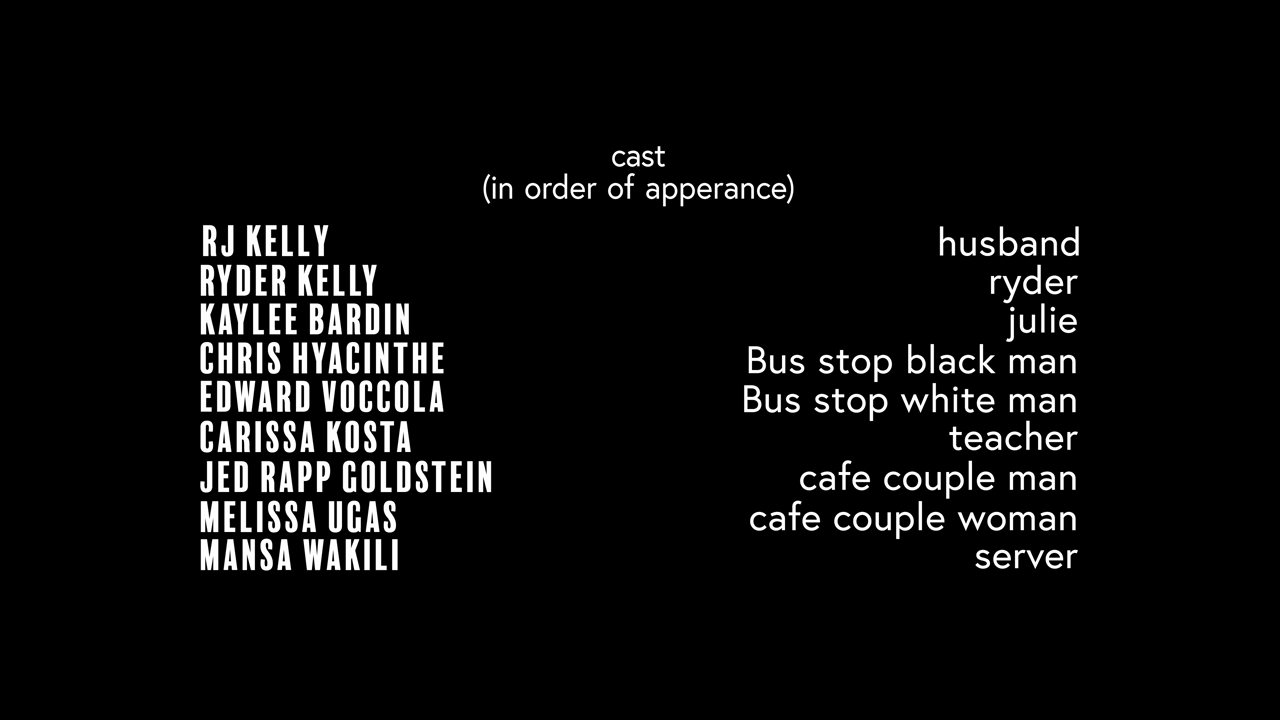 cast
(in order of apperance)
RJ KELLY husband
RYDER KELLY ryder
KAYLEE BARDIN julie
CHRIS HYACINTHE Bus stop black man
EDWARD VOCCOLA Bus stop white man
CARISSA KOSTA teacher
JED RAPP GOLDSTEIN cafe couple man
MELISSA UGAS cafe couple woman
MANSA WAKILI server